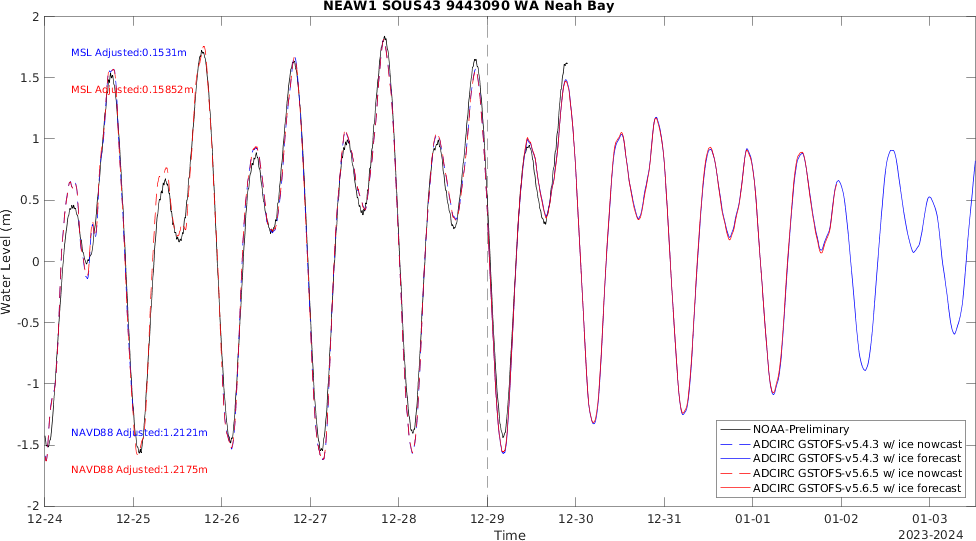 NEAW1 SOUS43 9443090 WA Neah Bay
2
1.5
1
0.5
0
-0.5
-1
-1.5
-2
Water Level (m)
MSL Adjusted:0.1531m
MSL Adjusted:0.15852m
NAVD88 Adjusted:1.2121m
NAVD88 Adjusted:1.2175m
NOAA-Preliminary
ADCIRC GSTOFS-v5.4.3 w/ ice nowcast
ADCIRC GSTOFS-v5.4.3 w/ ice forecast
ADCIRC GSTOFS-v5.6.5 w/ ice nowcast
ADCIRC GSTOFS-v5.6.5 w/ ice forecast
12-24 12-25 12-26 12-27 12-28 12-29 12-30 12-31 01-01 01-02 01-03
Time
2023-2024